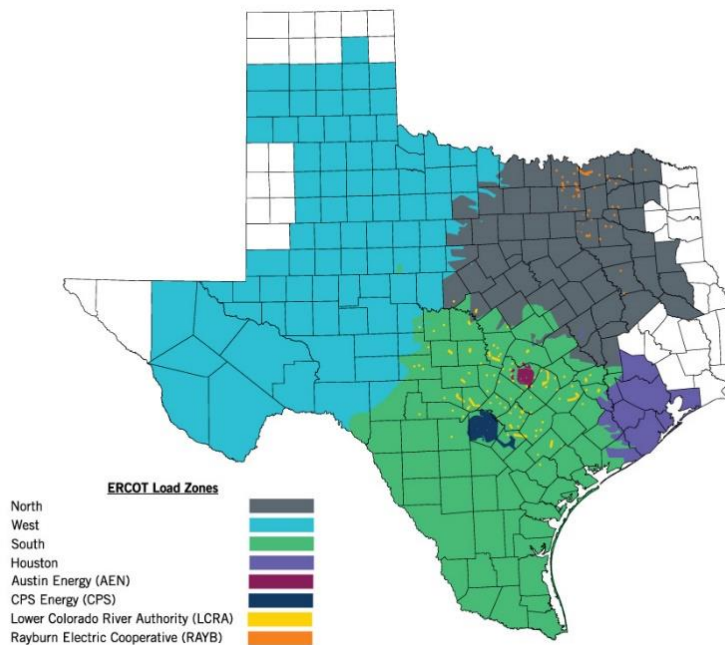 ERCOT Load Zones
North
West
South
Houston
Austin Energy (AEN)
CPS Energy (CPS)
Lower Colorado River Authority (LCRA)
Rayburn Electric Cooperative (RAYB)